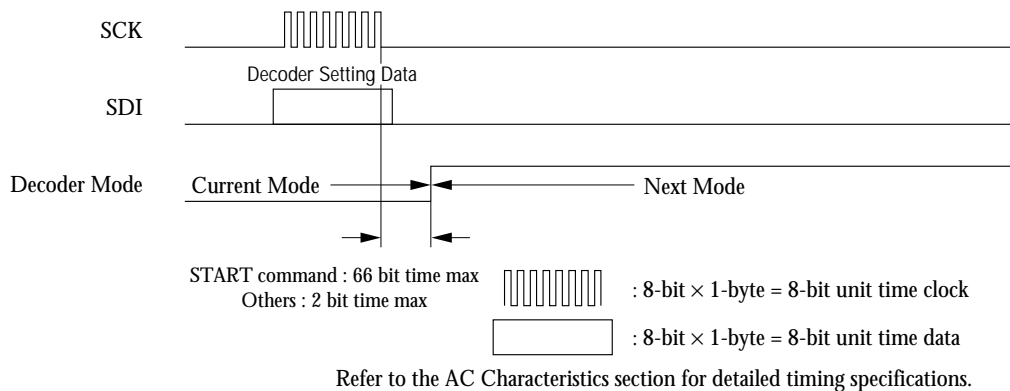 SCK
Decoder Setting Data
SDI
Decoder Mode
Current Mode
Next Mode
START command : 66 bit time max
Others : 2 bit time max
: 8-bit × 1-byte = 8-bit unit time clock
: 8-bit × 1-byte = 8-bit unit time data
Refer to the AC Characteristics section for detailed timing specifications.